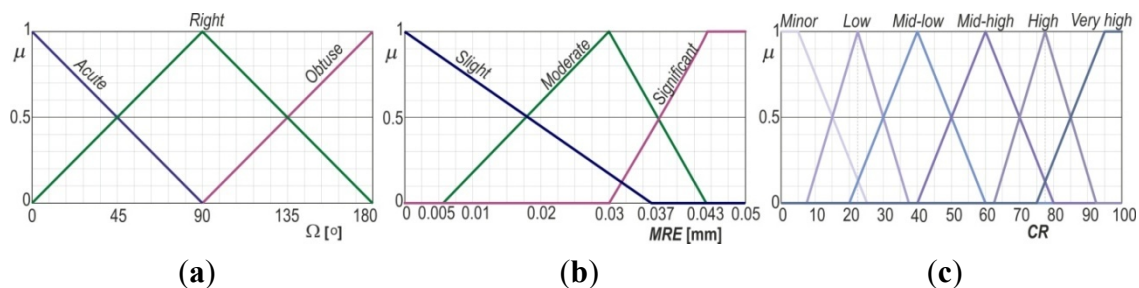 Right
1
μ
Acute
Obtuse
0.5
0
0 45 90 135 180
Ω [°]
(a)
1
μ
Slight
Moderate
Significant
0.5
0
0 0.005 0.01 0.02 0.03 0.037 0.043 0.05
MRE [mm]
(b)
Minor Low Mid-low Mid-high High Very high
1
μ
0.5
0
0 10 20 30 40 50 60 70 80 90 100
CR
(c)